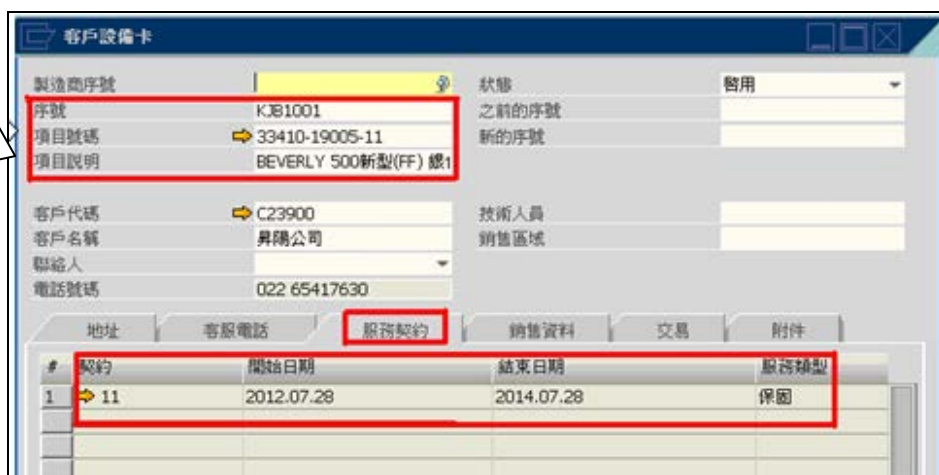 客戶設備卡
製造商序號 狀態 啓用
序號 KJB1001 之前的序號
項目號碼 33410-19005-11 新的序號
項目説明 BEVERLY 500新型(FF) 銀1
客戶代碼 C23900 技術人員
客戶名稱 昇陽公司 銷售區域
聯絡人
電話號碼 022 65417630
地址 客服電話 服務契約 銷售資料 交易 附件
# 契約 開始日期 結束日期 服務類型
1 11 2012.07.28 2014.07.28 保固